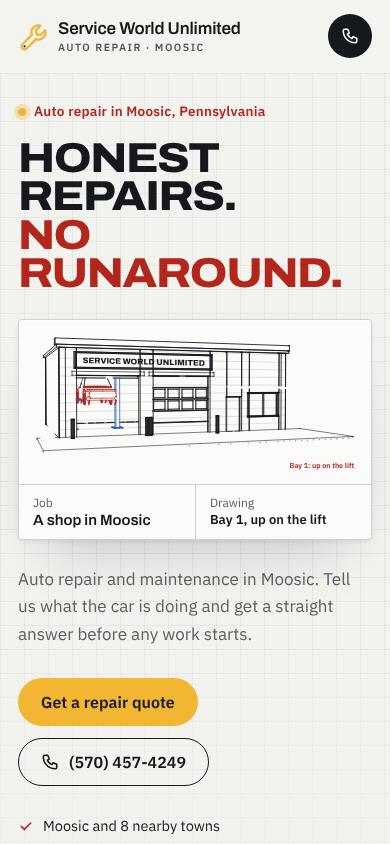 Service World Unlimited
AUTO REPAIR · MOOSIC
Auto repair in Moosic, Pennsylvania
HONEST
REPAIRS.
NO
RUNAROUND.
SERVICE WORLD UNLIMITED
Bay 1: up on the lift
Job
A shop in Moosic
Drawing
Bay 1, up on the lift
Auto repair and maintenance in Moosic. Tell
us what the car is doing and get a straight
answer before any work starts.
Get a repair quote
(570) 457-4249
Moosic and 8 nearby towns